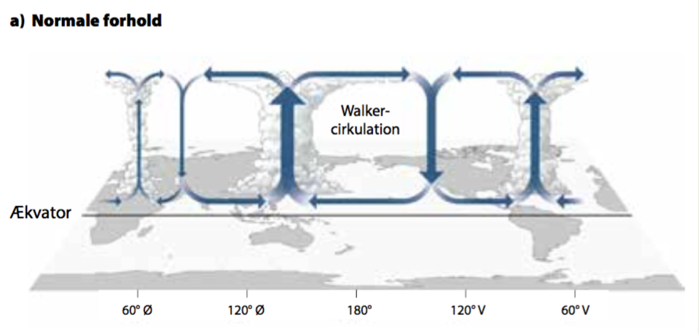 a) Normale forhold
Walker-
cirkulation
Ækvator
60° Ø
120° Ø
180°
120° V
60° V